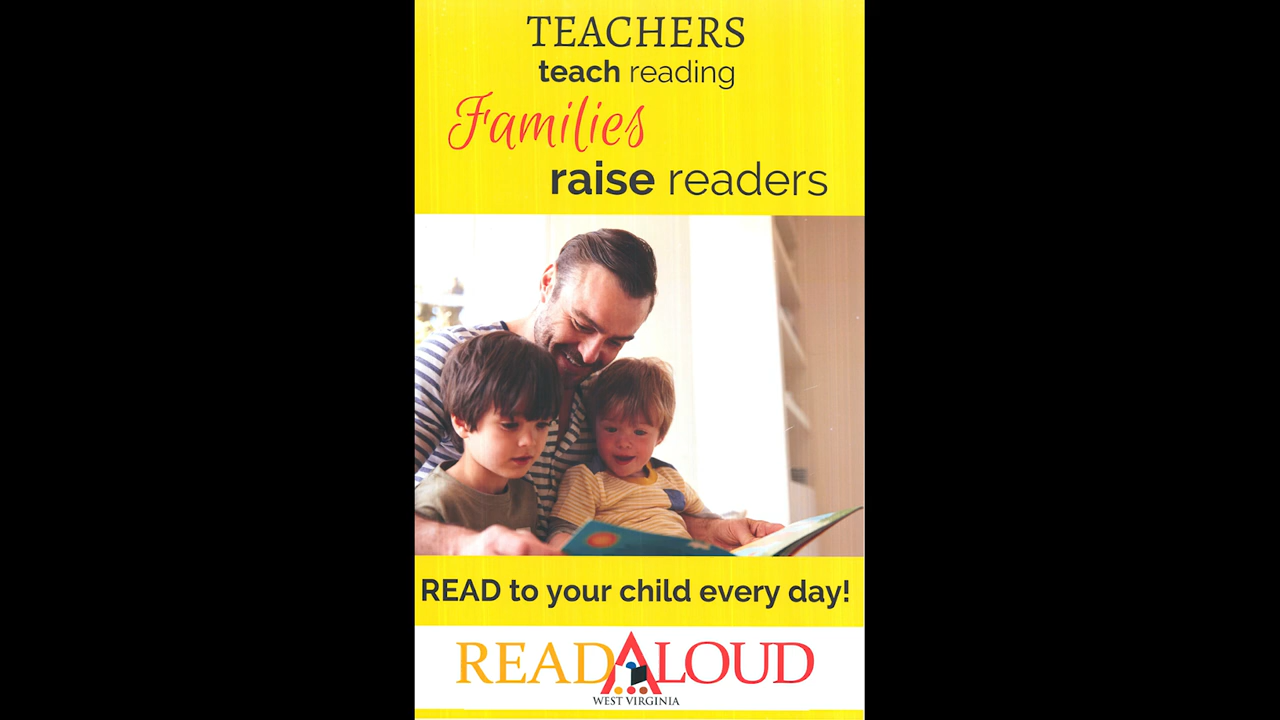 TEACHERS
teach reading
Families
raise readers
READ to your child every day!
READ ALOUD
WEST VIRGINIA